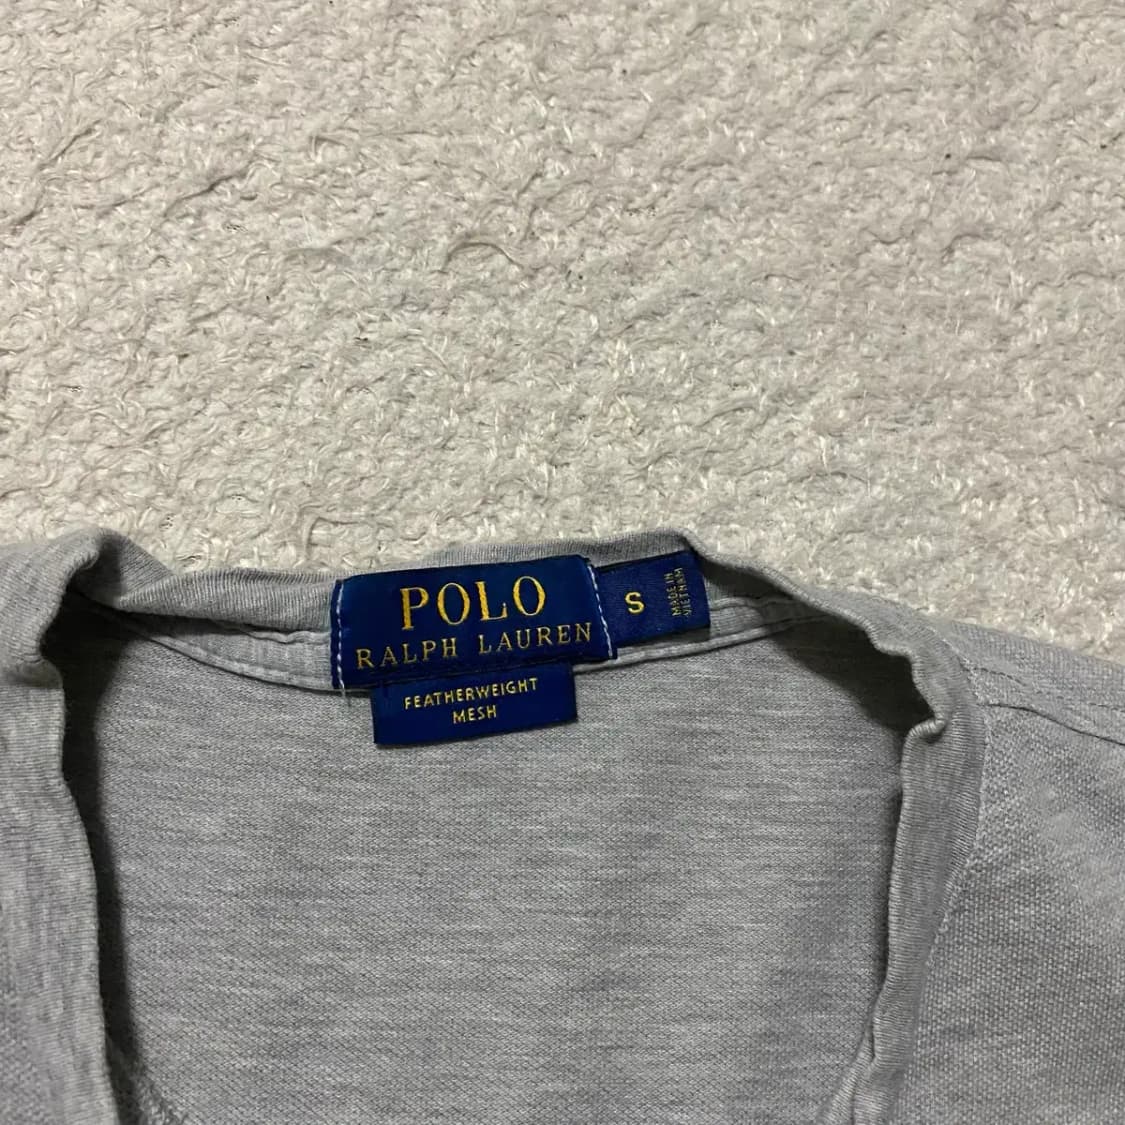 POLO
RALPH LAUREN
S
MADE IN
VIETNAM
FEATHERWEIGHT
MESH